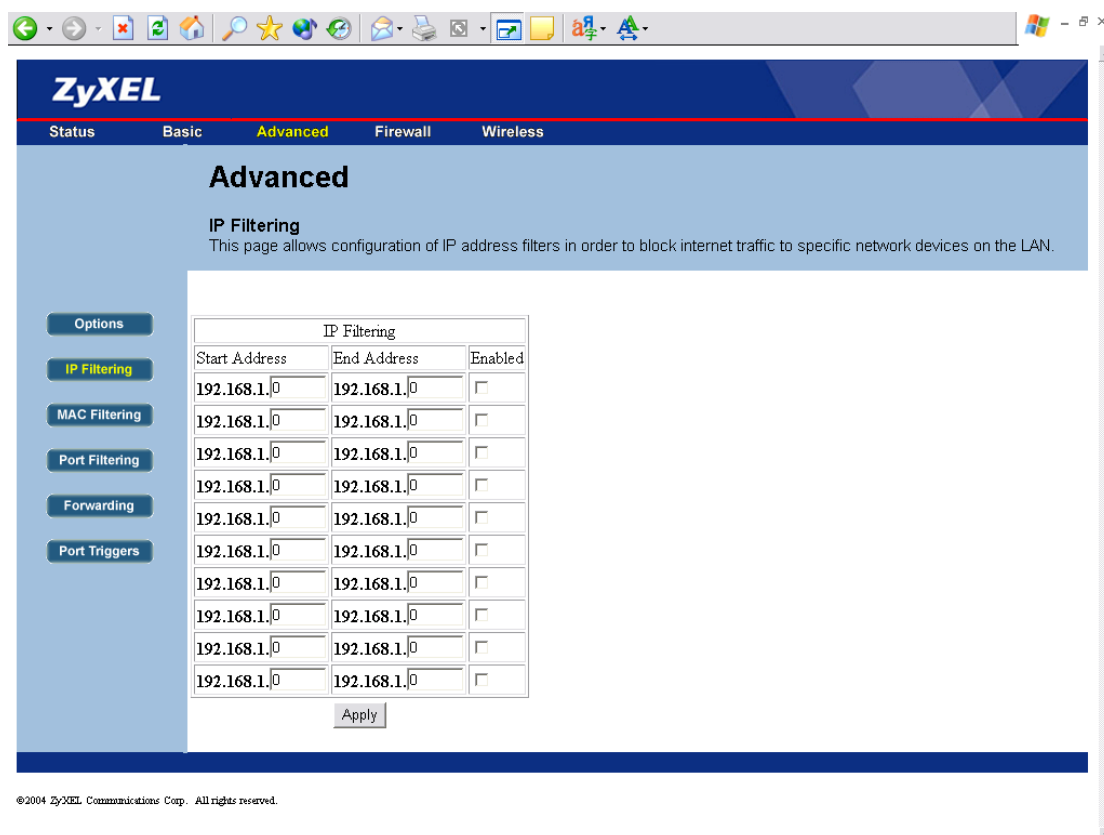 ZyXEL
Status Basic Advanced Firewall Wireless
Advanced
IP Filtering
This page allows configuration of IP address filters in order to block internet traffic to specific network devices on the LAN.
Options
IP Filtering
MAC Filtering
Port Filtering
Forwarding
Port Triggers
IP Filtering
Start Address End Address Enabled
192.168.1.0 192.168.1.0
192.168.1.0 192.168.1.0
192.168.1.0 192.168.1.0
192.168.1.0 192.168.1.0
192.168.1.0 192.168.1.0
192.168.1.0 192.168.1.0
192.168.1.0 192.168.1.0
192.168.1.0 192.168.1.0
192.168.1.0 192.168.1.0
192.168.1.0 192.168.1.0
Apply
©2004 ZyXEL Communications Corp. All rights reserved.